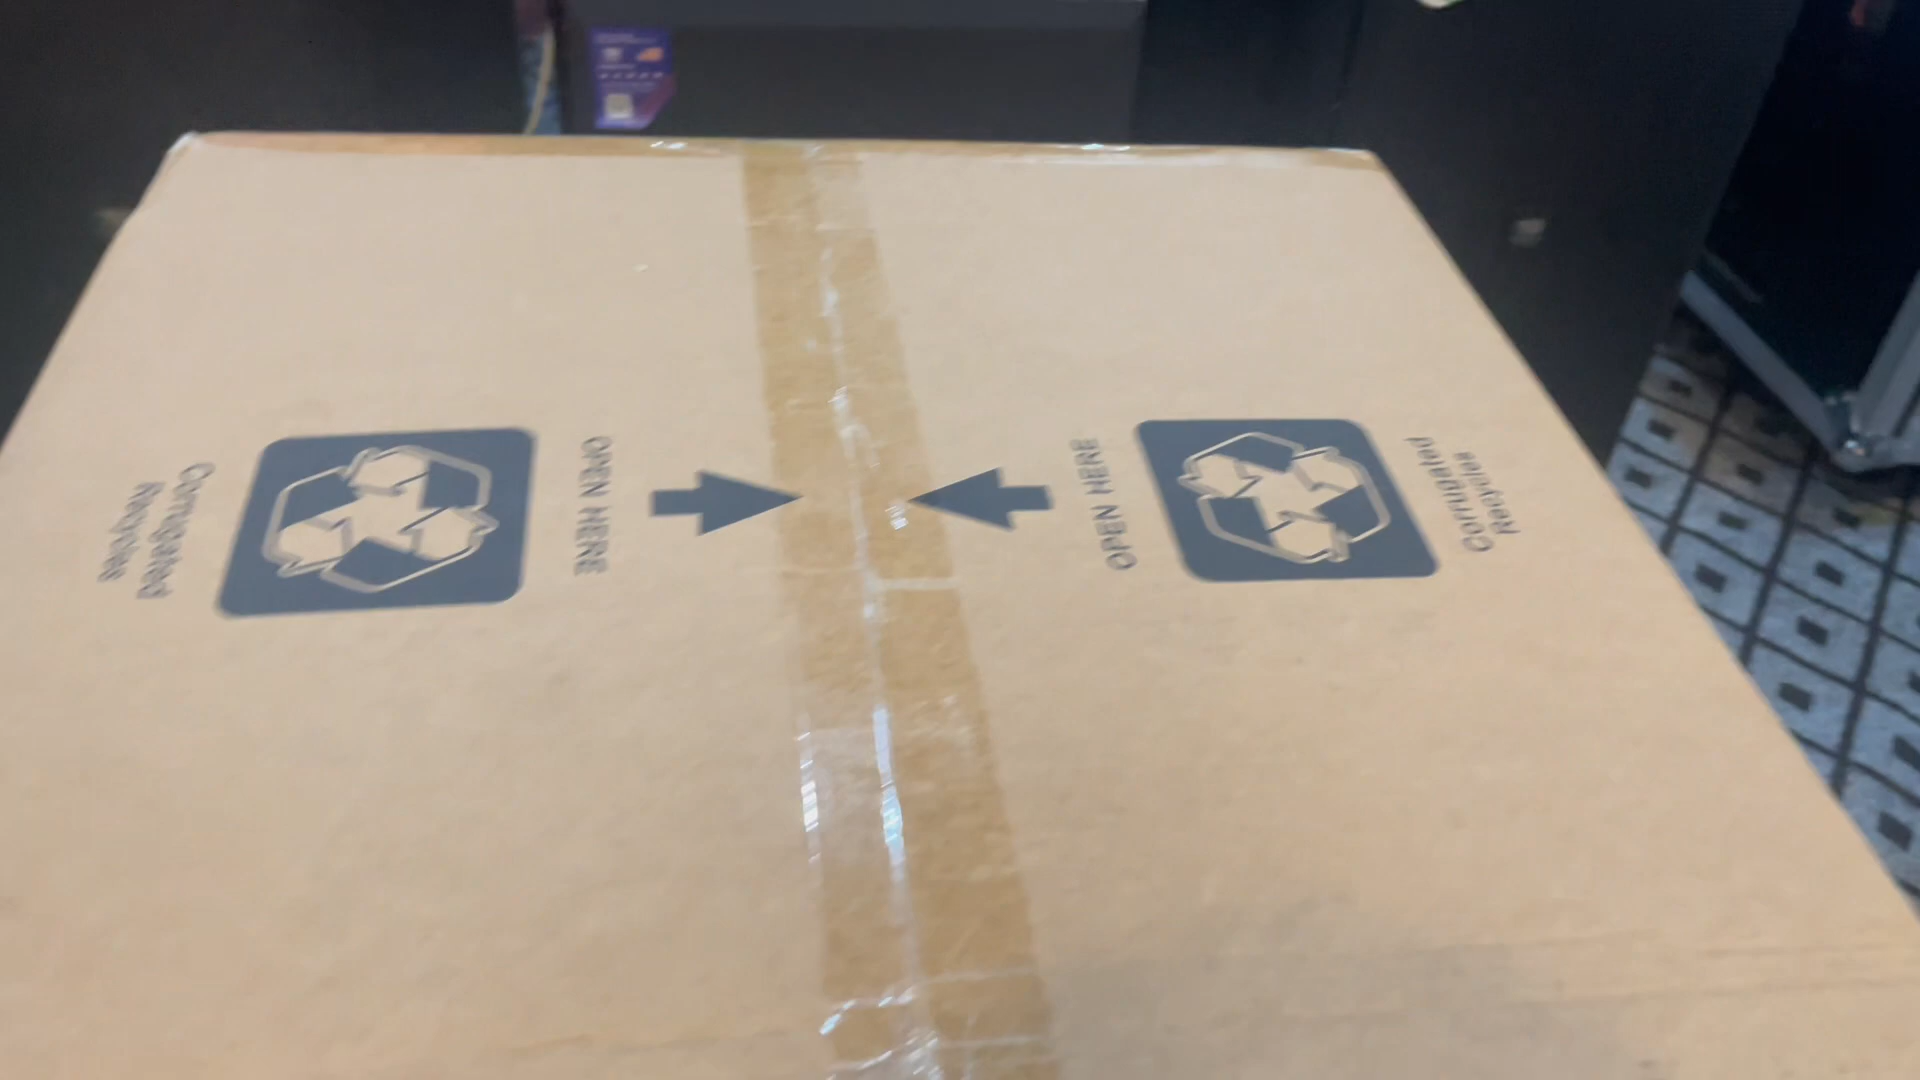 Corrugated
Recycles
OPEN HERE
OPEN HERE
Corrugated
Recycles